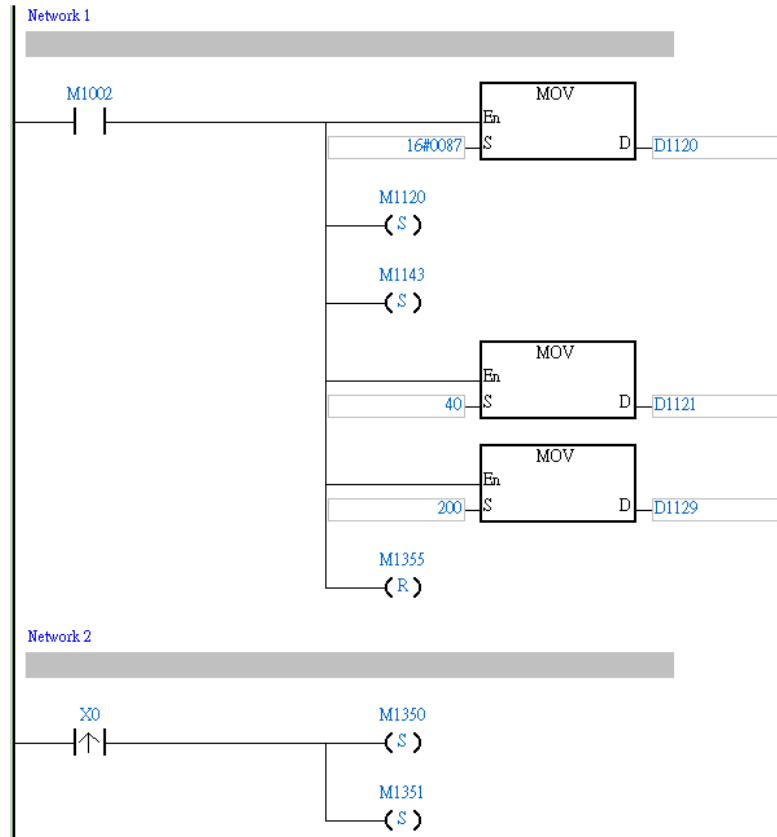 Network 1
M1002
MOV
En
16#0087 S D D1120
M1120
S
M1143
S
MOV
En
40 S D D1121
MOV
En
200 S D D1129
M1355
R
Network 2
X0 M1350
S
M1351
S